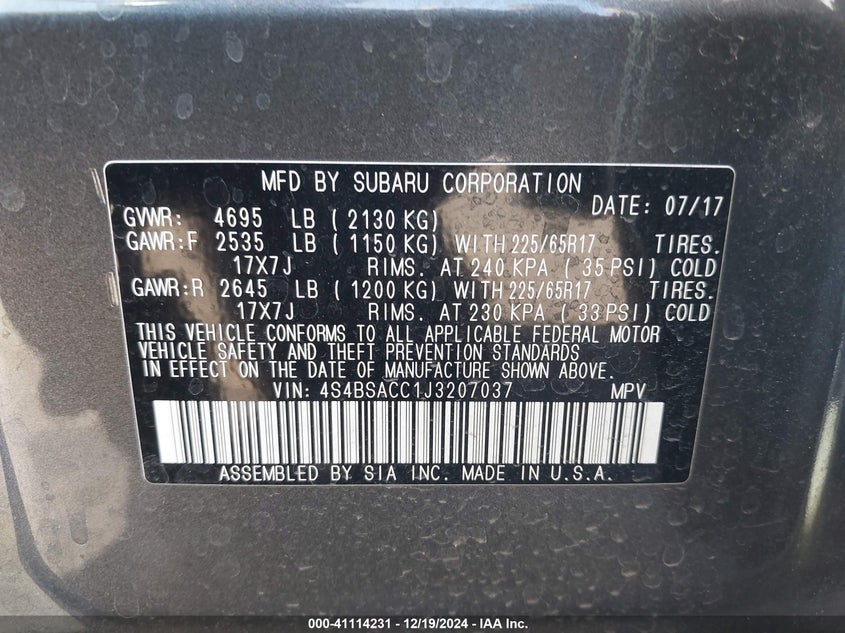 MFD BY SUBARU CORPORATION
DATE: 07/17
GVWR: 4695 LB ( 2130 KG)
GAWR:F 2535 LB ( 1150 KG) WITH 225/65R17 TIRES.
17X7J RIMS. AT 240 KPA ( 35 PSI) COLD
GAWR:R 2645 LB ( 1200 KG) WITH 225/65R17 TIRES.
17X7J RIMS. AT 230 KPA ( 33 PSI) COLD
THIS VEHICLE CONFORMS TO ALL APPLICABLE FEDERAL MOTOR
VEHICLE SAFETY AND THEFT PREVENTION STANDARDS
IN EFFECT ON THE DATE OF MANUFACTURE SHOWN ABOVE.
VIN: 4S4BSACC1J3207037 MPV
ASSEMBLED BY SIA INC. MADE IN U.S.A.
000-41114231 - 12/19/2024 - IAA Inc.